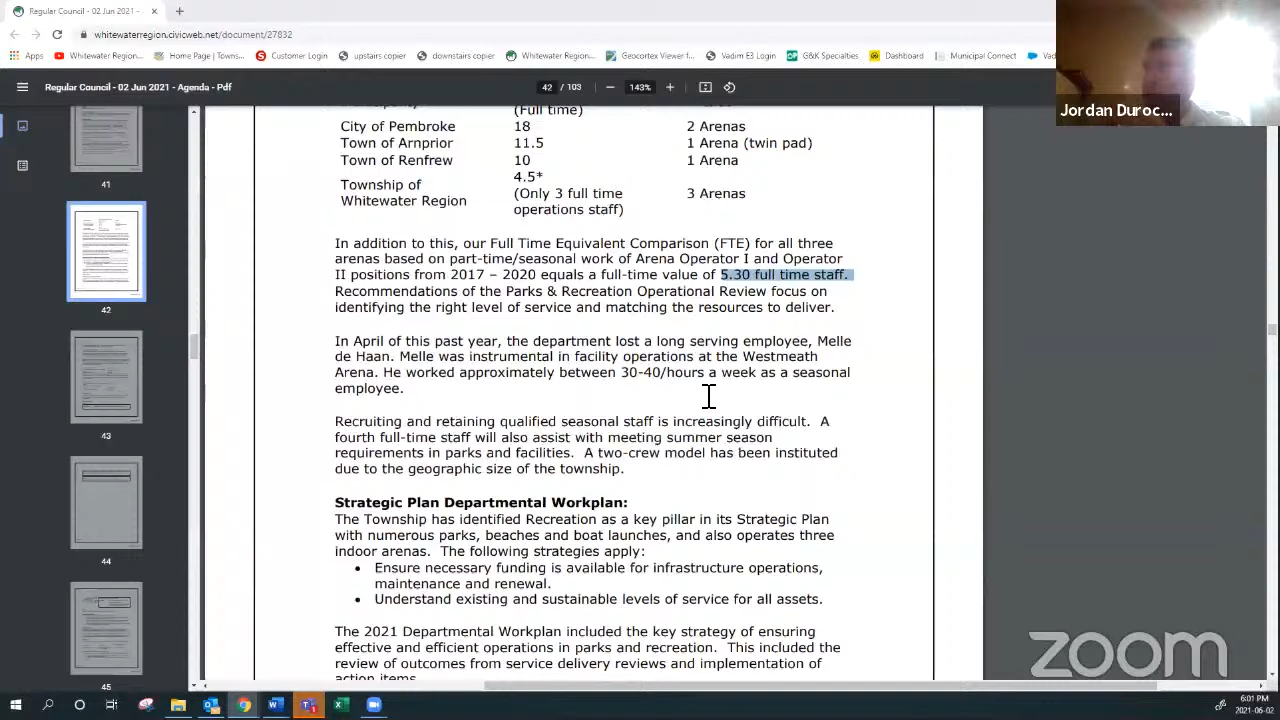 Regular Council - 02 Jun 2021 - A
whitewaterregion.civicweb.net/document/27832
Apps
Whitewater Region...
Home Page | Towns...
Customer Login
upstairs copier
downstairs copier
Whitewater Region...
Geocortex Viewer f...
Vadim E3 Login
G&K Specialties
Dashboard
Municipal Connect
Vad
Jordan Duroc...
Regular Council - 02 Jun 2021 - Agenda - Pdf
42 / 103
143%
(Full time)
City of Pembroke 18 2 Arenas
Town of Arnprior 11.5 1 Arena (twin pad)
Town of Renfrew 10 1 Arena
Township of Whitewater Region
4.5*
(Only 3 full time
operations staff)
3 Arenas
In addition to this, our Full Time Equivalent Comparison (FTE) for all three
arenas based on part-time/seasonal work of Arena Operator I and Operator
II positions from 2017 – 2020 equals a full-time value of 5.30 full time staff.
Recommendations of the Parks & Recreation Operational Review focus on
identifying the right level of service and matching the resources to deliver.
In April of this past year, the department lost a long serving employee, Melle
de Haan. Melle was instrumental in facility operations at the Westmeath
Arena. He worked approximately between 30-40/hours a week as a seasonal
employee.
Recruiting and retaining qualified seasonal staff is increasingly difficult. A
fourth full-time staff will also assist with meeting summer season
requirements in parks and facilities. A two-crew model has been instituted
due to the geographic size of the township.
Strategic Plan Departmental Workplan:
The Township has identified Recreation as a key pillar in its Strategic Plan
with numerous parks, beaches and boat launches, and also operates three
indoor arenas. The following strategies apply:
• Ensure necessary funding is available for infrastructure operations,
maintenance and renewal.
• Understand existing and sustainable levels of service for all assets.
The 2021 Departmental Workplan included the key strategy of ensuring
effective and efficient operations in parks and recreation. This included the
review of outcomes from service delivery reviews and implementation of
action items.
41
42
43
44
45
zoom
6:01 PM
2021-06-02